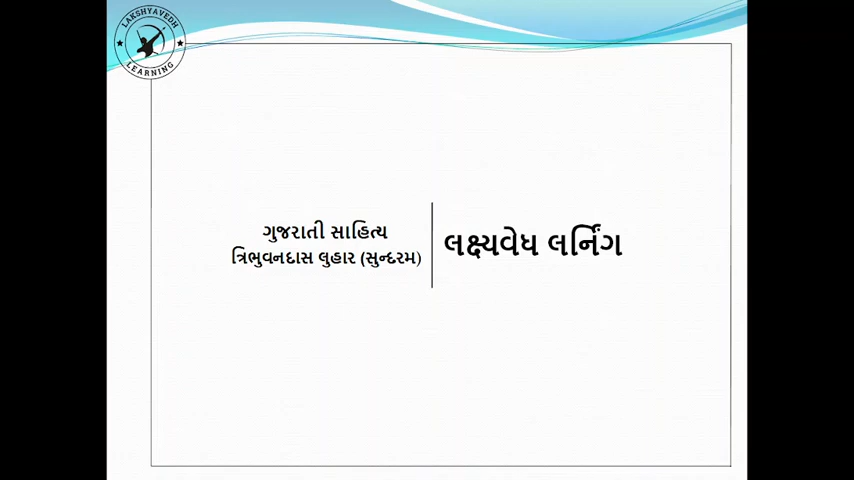 LAKSHYAVEDH
LEARNING
ગુજરાતી સાહિત્ય
ત્રિભુવનદાસ લુહાર (સુન્દરમ)
લક્ષ્યવેધ લર્નિંગ